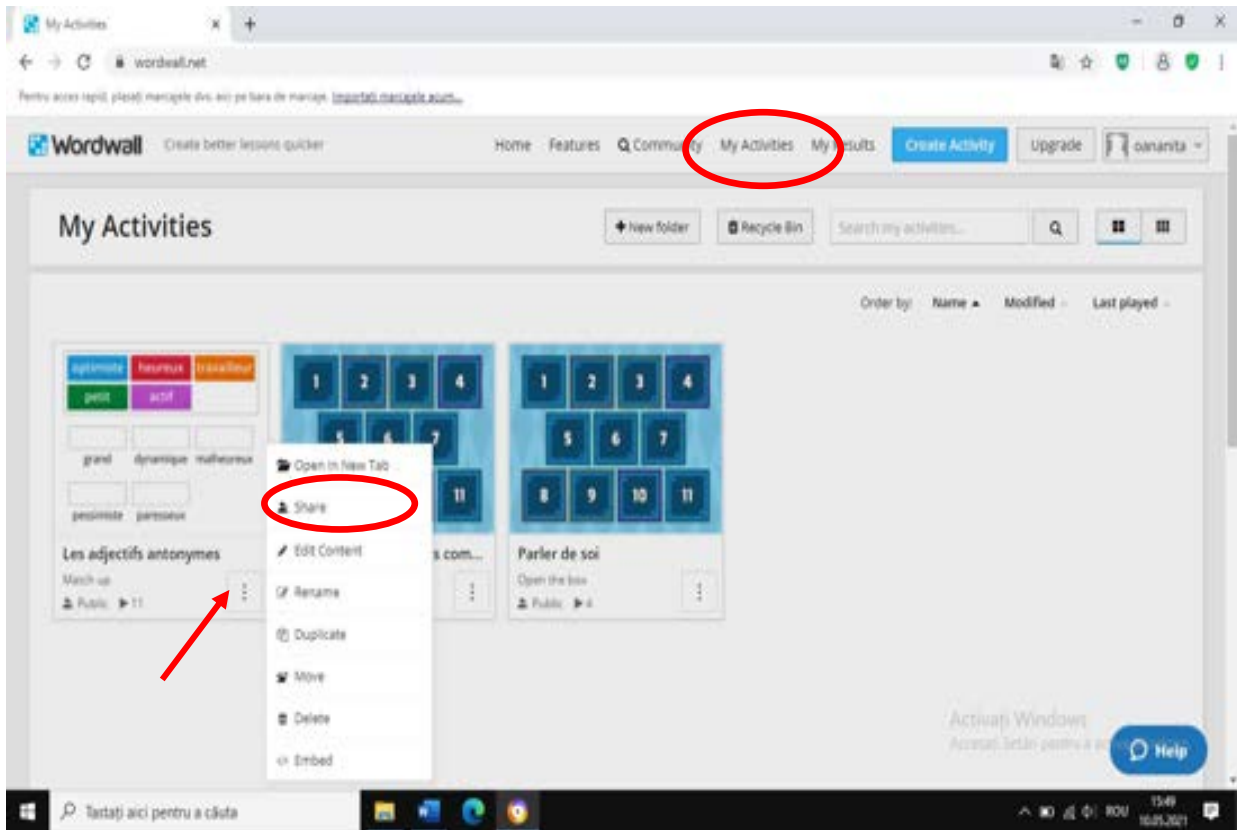 My Activities
wordwall.net
Pentru acces rapid, plasați marcajele dvs. aici pe bara de marcaje. Importați marcajele acum...
Wordwall Create better lessons quicker Home Features Community My Activities My Results Create Activity Upgrade oananita
My Activities New folder Recycle Bin Search my activities...
Order by: Name Modified Last played
optimiste heureux travailleur
petit actif
grand dynamique malheureux
pessimiste paresseux
1 2 3 4
5 6 7
11
1 2 3 4
5 6 7
8 9 10 11
Open in New Tab
Share
Edit Content
Rename
Duplicate
Move
Delete
Embed
Les adjectifs antonymes
Match up
Public 11
s com...
Parler de soi
Open the box
Public 4
Activați Windows
Accesați Setări pentru a
Help
Tastați aici pentru a căuta
ROU
15:49
10.05.2021